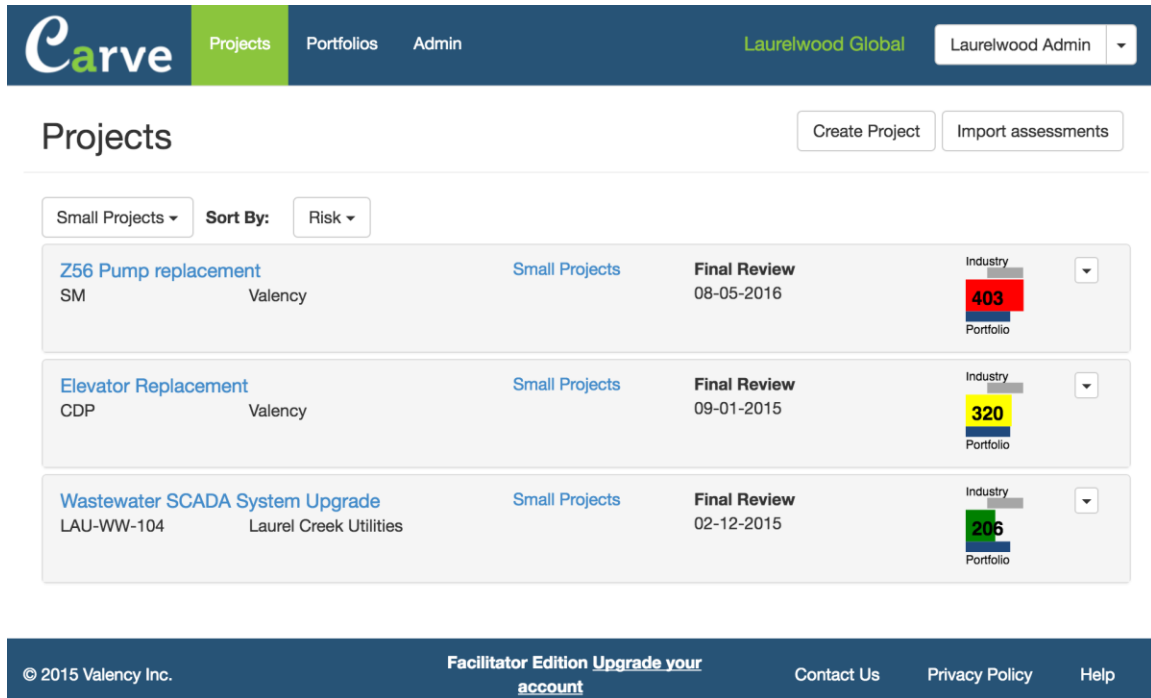 Carve Projects Portfolios Admin Laurelwood Global Laurelwood Admin
Projects Create Project Import assessments
Small Projects Sort By: Risk
Z56 Pump replacement Small Projects Final Review Industry
SM Valency 08-05-2016 403
Portfolio
Elevator Replacement Small Projects Final Review Industry
CDP Valency 09-01-2015 320
Portfolio
Wastewater SCADA System Upgrade Small Projects Final Review Industry
LAU-WW-104 Laurel Creek Utilities 02-12-2015 206
Portfolio
© 2015 Valency Inc. Facilitator Edition Upgrade your account Contact Us Privacy Policy Help